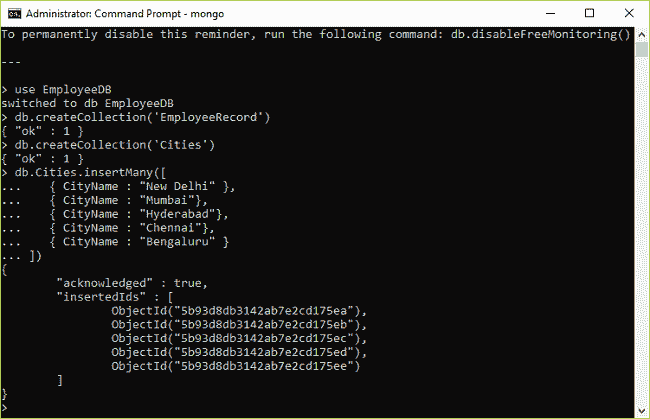 Administrator: Command Prompt - mongo
To permanently disable this reminder, run the following command: db.disableFreeMonitoring()
---
> use EmployeeDB
switched to db EmployeeDB
> db.createCollection('EmployeeRecord')
{ "ok" : 1 }
> db.createCollection('Cities')
{ "ok" : 1 }
> db.Cities.insertMany([
...    { CityName : "New Delhi" },
...    { CityName : "Mumbai"},
...    { CityName : "Hyderabad"},
...    { CityName : "Chennai"},
...    { CityName : "Bengaluru" }
... ])
{
        "acknowledged" : true,
        "insertedIds" : [
                ObjectId("5b93d8db3142ab7e2cd175ea"),
                ObjectId("5b93d8db3142ab7e2cd175eb"),
                ObjectId("5b93d8db3142ab7e2cd175ec"),
                ObjectId("5b93d8db3142ab7e2cd175ed"),
                ObjectId("5b93d8db3142ab7e2cd175ee")
        ]
}
>